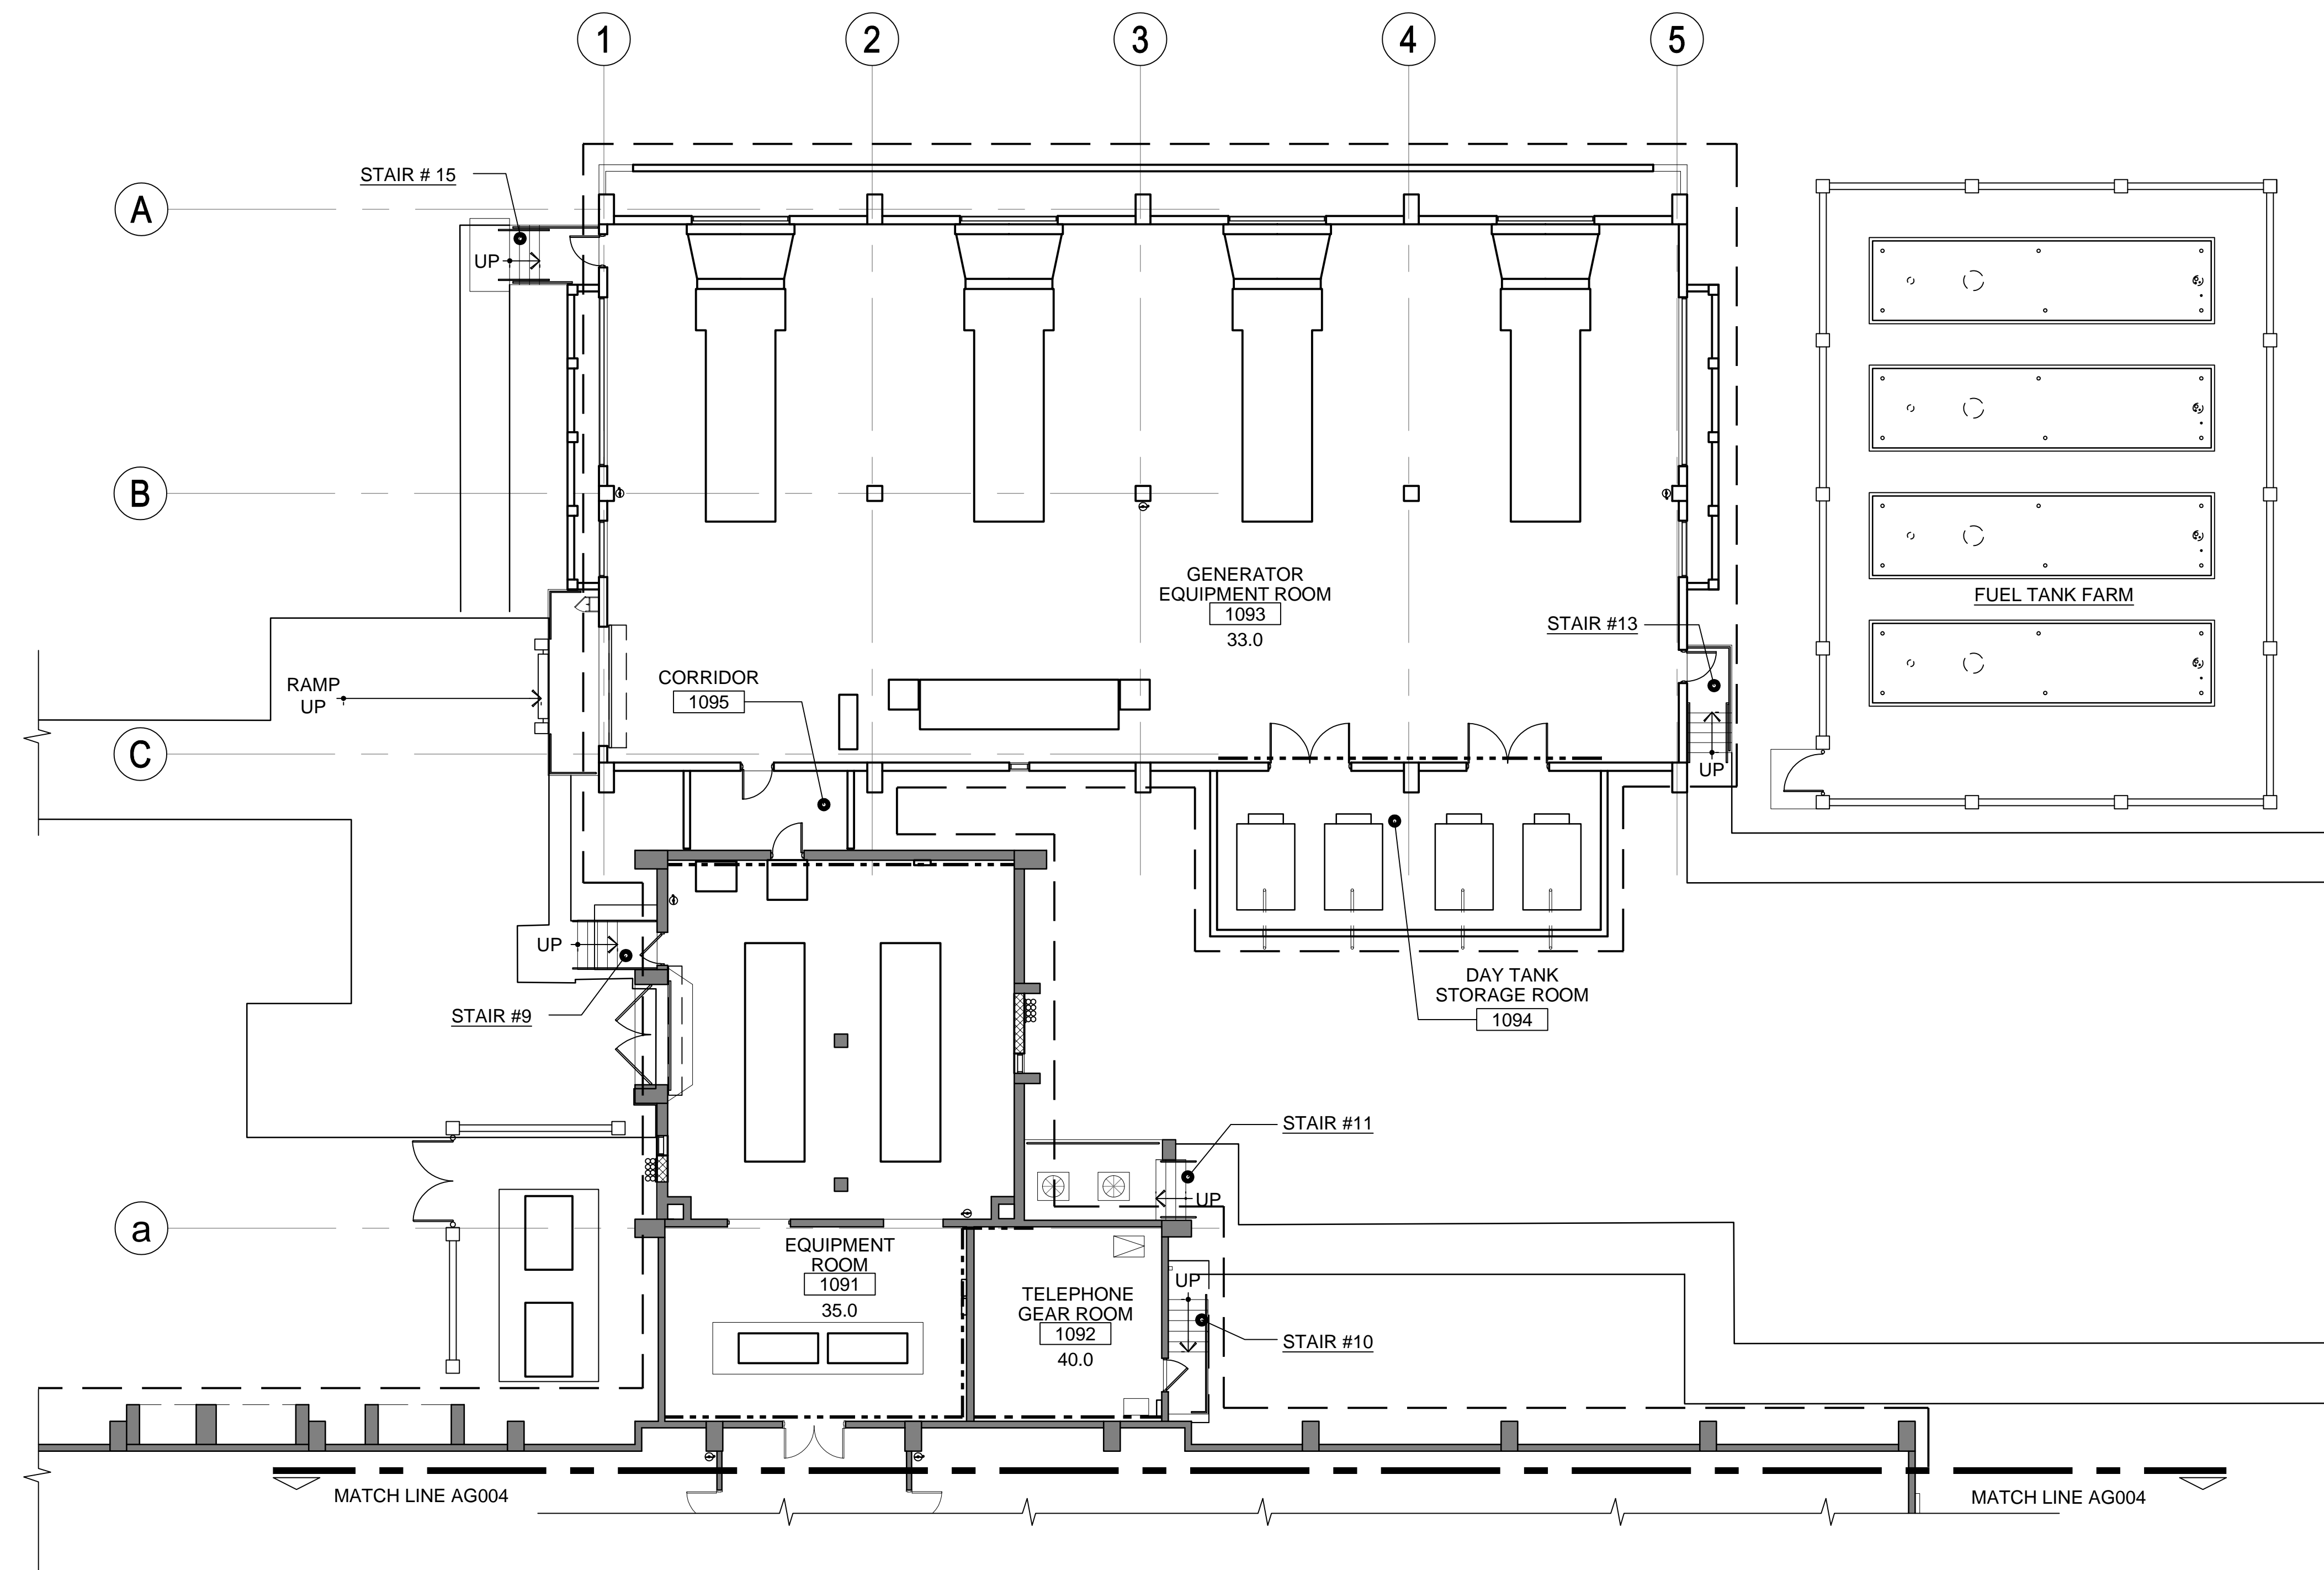 1
2
3
4
5
STAIR # 15
A
UP
B
GENERATOR
EQUIPMENT ROOM
1093
33.0
FUEL TANK FARM
STAIR #13
CORRIDOR
1095
RAMP
UP
C
UP
UP
STAIR #9
DAY TANK
STORAGE ROOM
1094
STAIR #11
UP
a
EQUIPMENT
ROOM
1091
35.0
TELEPHONE
GEAR ROOM
1092
40.0
UP
STAIR #10
MATCH LINE AG004
MATCH LINE AG004